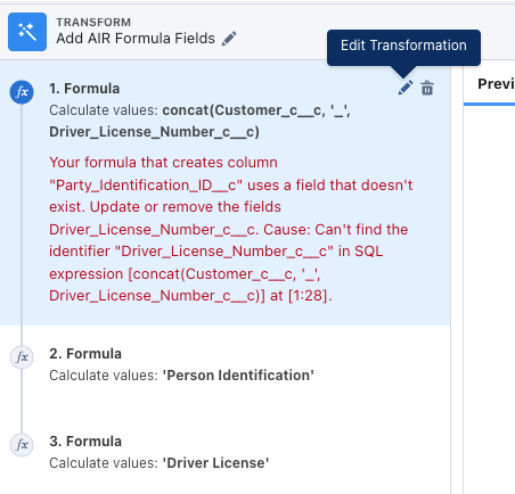 TRANSFORM
Add AIR Formula Fields
Edit Transformation
Previ
fx
1. Formula
Calculate values: concat(Customer_c__c, '_',
Driver_License_Number_c__c)
Your formula that creates column
"Party_Identification_ID__c" uses a field that doesn't
exist. Update or remove the fields
Driver_License_Number_c__c. Cause: Can't find the
identifier "Driver_License_Number_c__c" in SQL
expression [concat(Customer_c__c, '_',
Driver_License_Number_c__c)] at [1:28].
fx
2. Formula
Calculate values: 'Person Identification'
fx
3. Formula
Calculate values: 'Driver License'